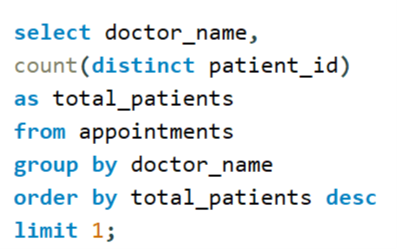 select doctor_name,
count(distinct patient_id)
as total_patients
from appointments
group by doctor_name
order by total_patients desc
limit 1;